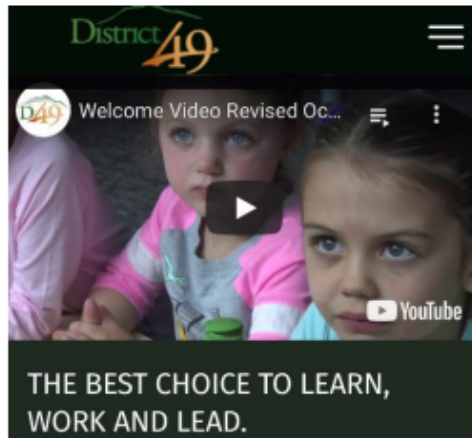 District
49
D49
Welcome Video Revised Oc...
YouTube
THE BEST CHOICE TO LEARN,
WORK AND LEAD.